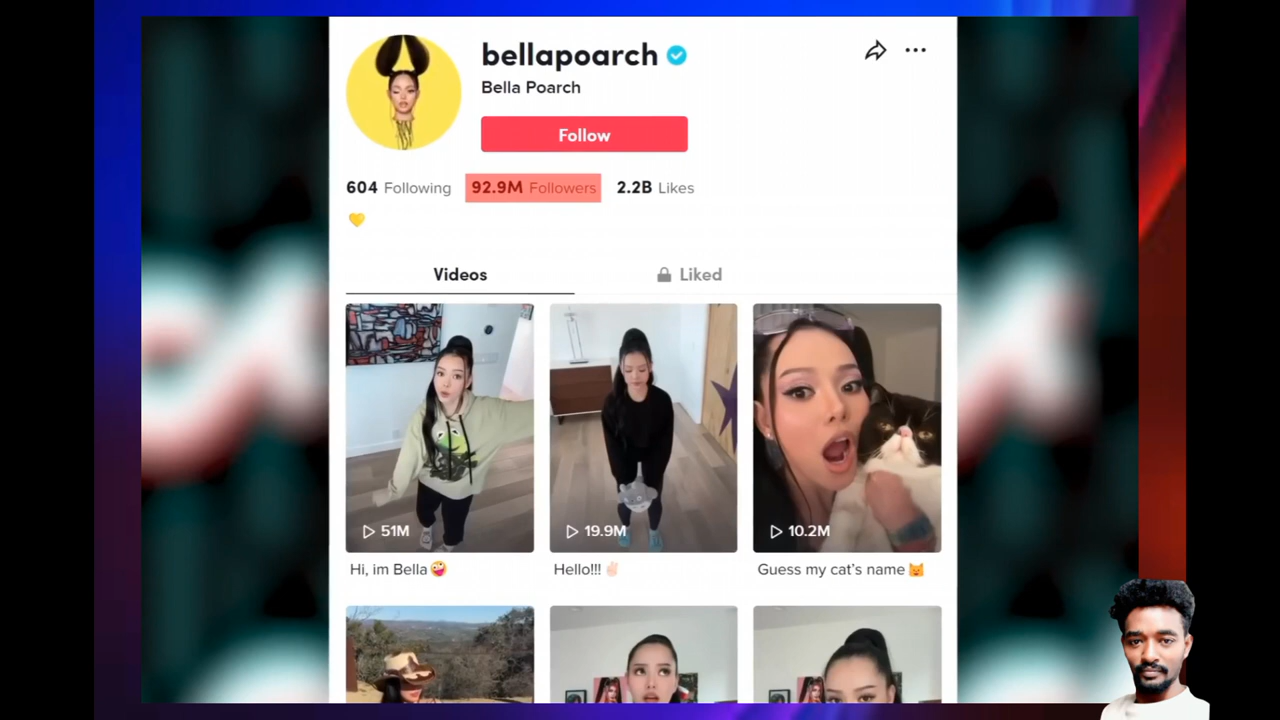 bellapoarch
Bella Poarch
Follow
604 Following 92.9M Followers 2.2B Likes
Videos Liked
51M 19.9M 10.2M
Hi, im Bella🤪 Hello!!!✌🏻 Guess my cat's name🐱